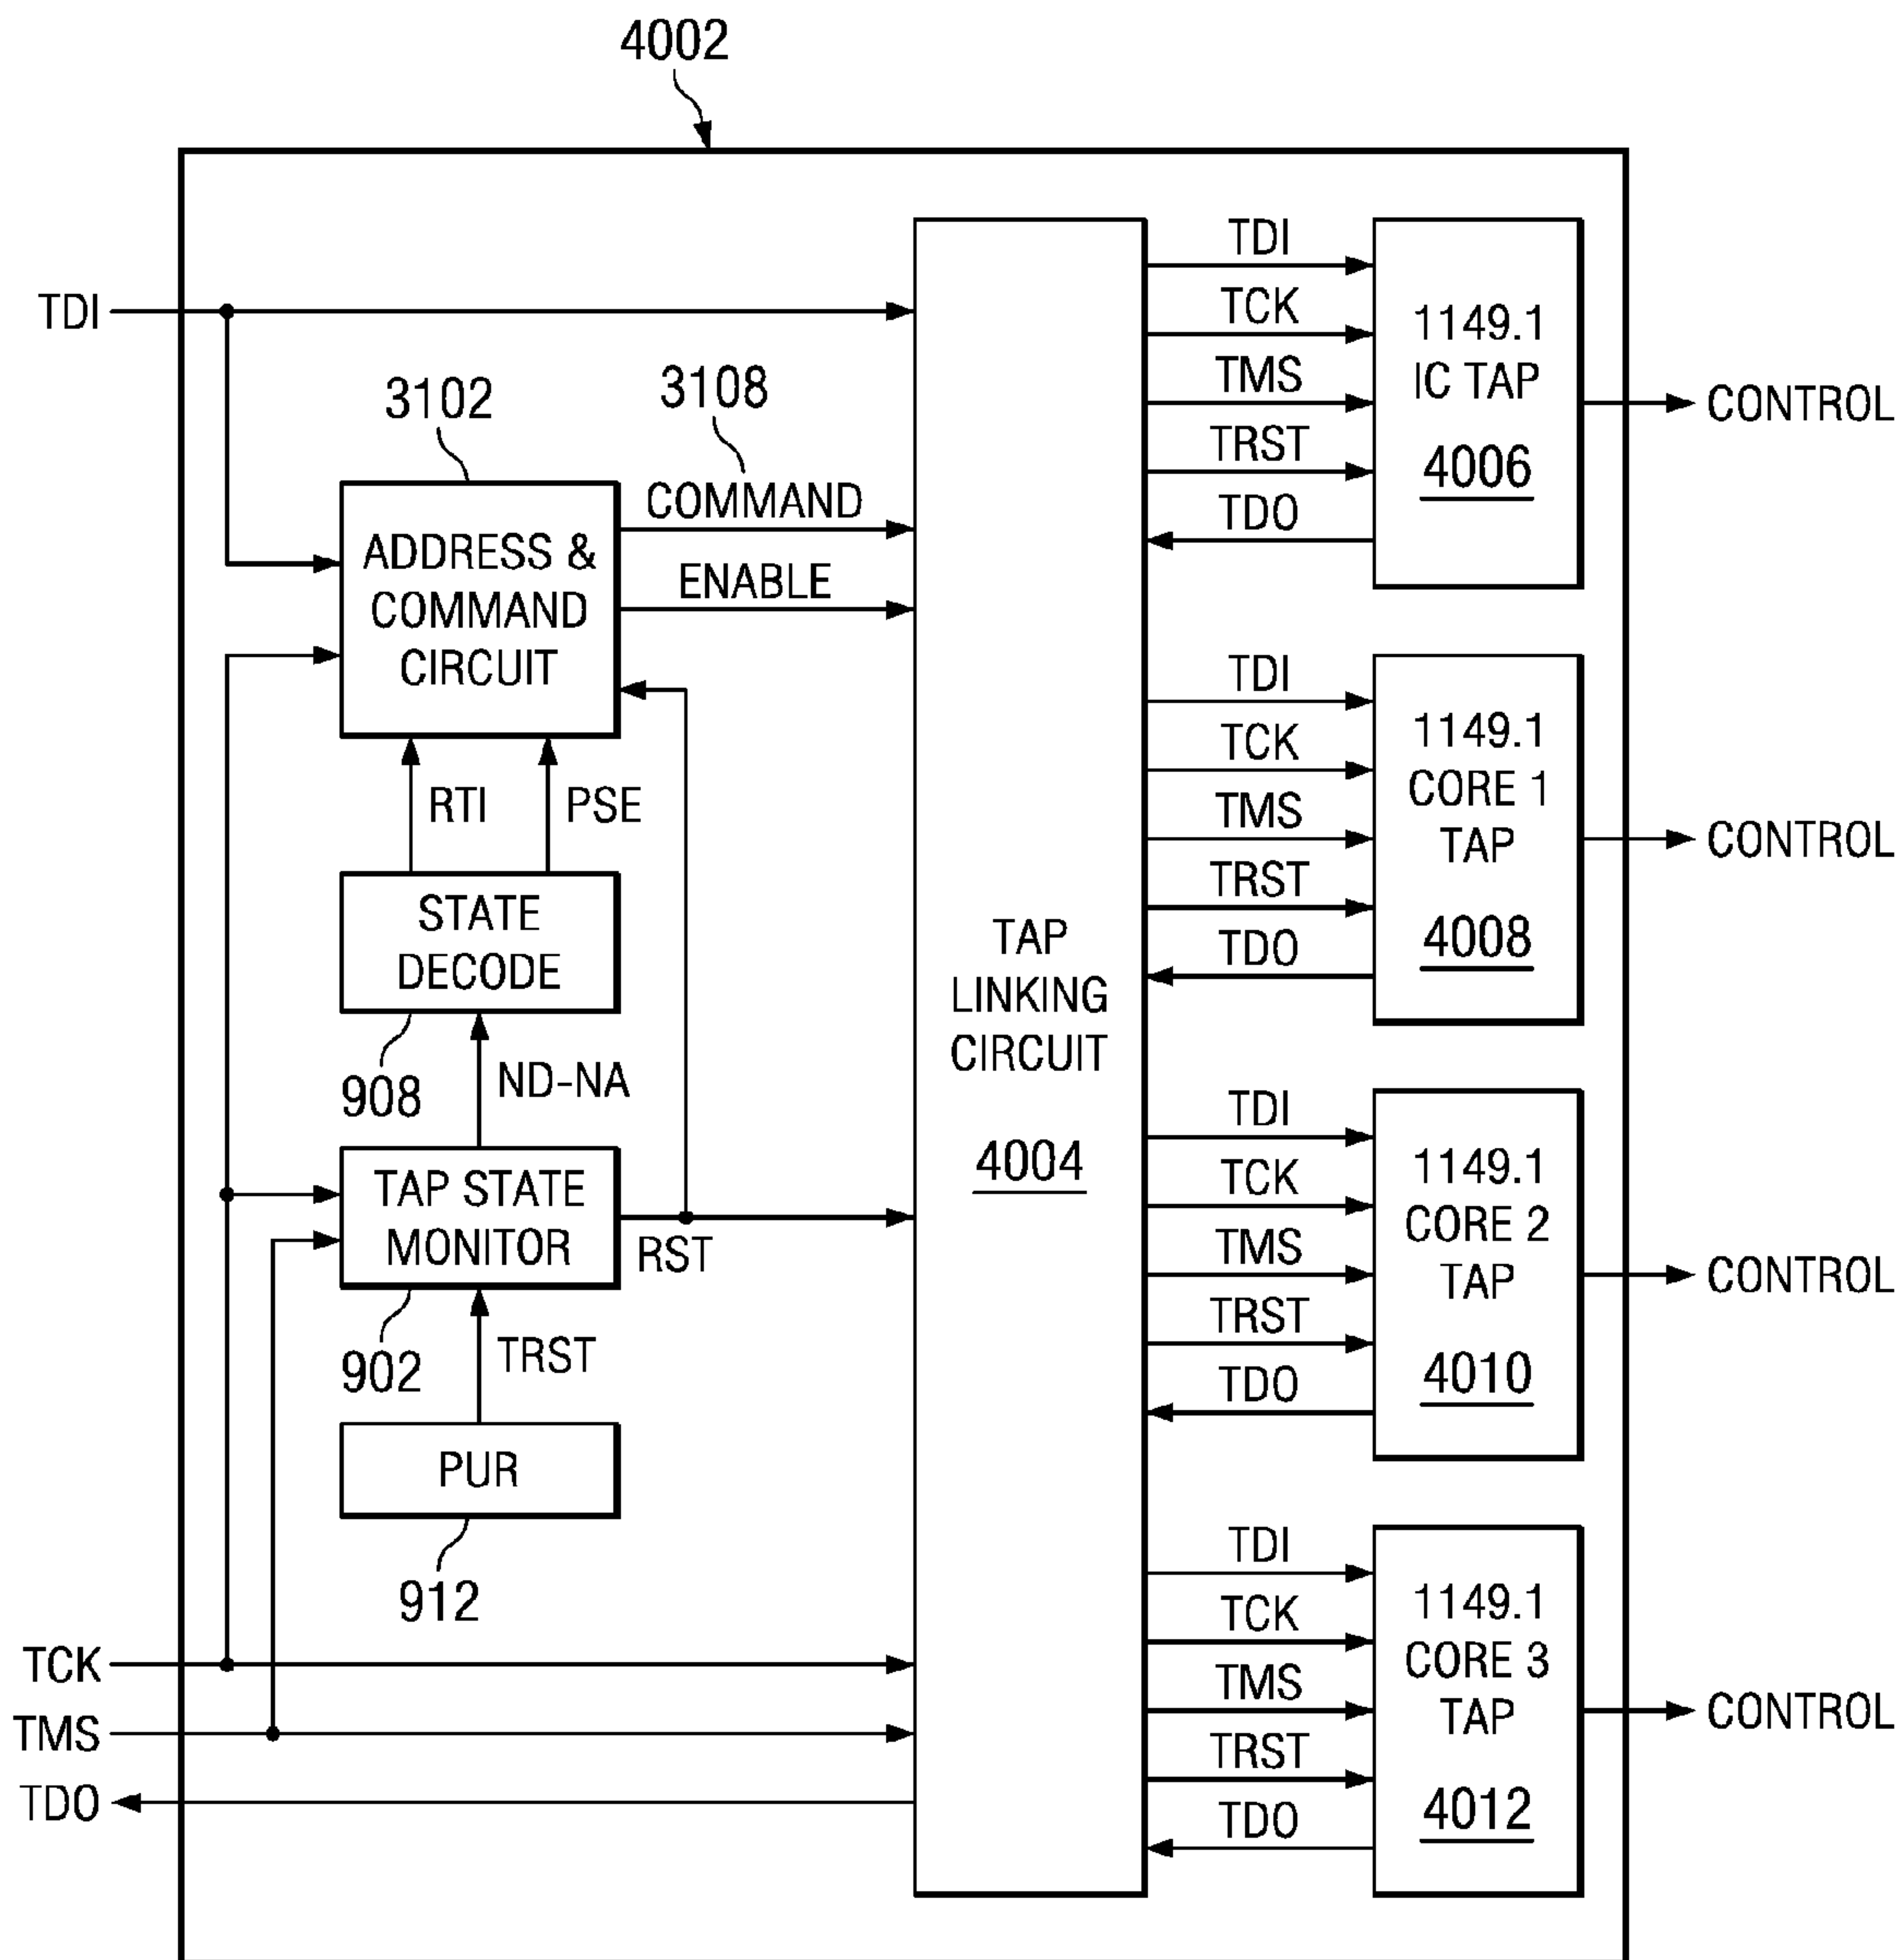 4002
TDI
3102
3108
ADDRESS &
COMMAND
CIRCUIT
COMMAND
ENABLE
RTI
PSE
STATE
DECODE
908
ND-NA
TAP STATE
MONITOR
RST
902
TRST
PUR
912
TCK
TMS
TDO
TAP
LINKING
CIRCUIT
4004
TDI
TCK
TMS
TRST
TDO
1149.1
IC TAP
4006
CONTROL
TDI
TCK
TMS
TRST
TDO
1149.1
CORE 1
TAP
4008
CONTROL
TDI
TCK
TMS
TRST
TDO
1149.1
CORE 2
TAP
4010
CONTROL
TDI
TCK
TMS
TRST
TDO
1149.1
CORE 3
TAP
4012
CONTROL